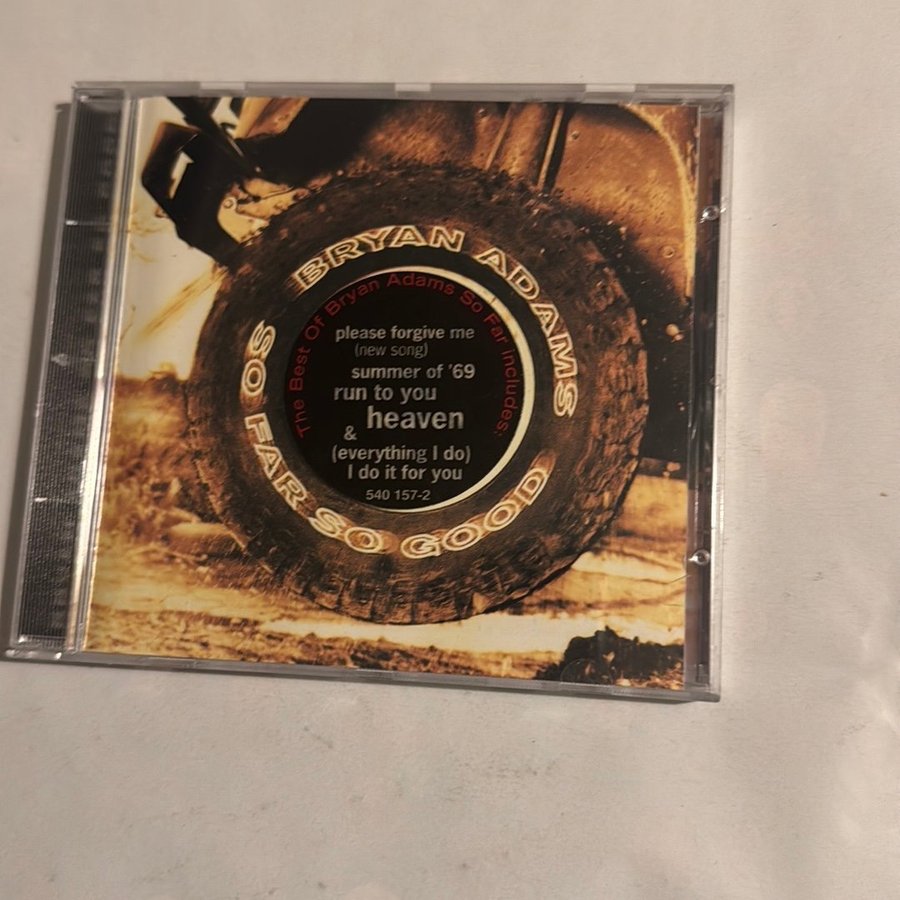 BRYAN ADAMS
SO FAR SO GOOD
The Best Of Bryan Adams So Far includes:
please forgive me
(new song)
summer of '69
run to you
heaven
&
(everything I do)
I do it for you
540 157-2